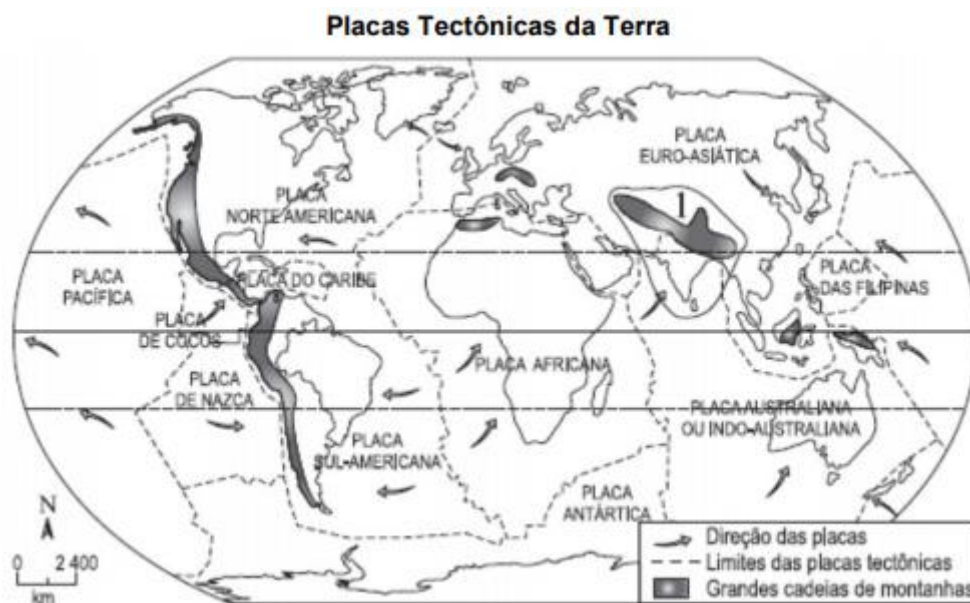 Placas Tectônicas da Terra
PLACA
EURO-ASIÁTICA
1
PLACA
NORTE AMERICANA
PLACA DO CARIBE
PLACA
PACÍFICA
PLACA
DAS FILIPINAS
PLACA
DE COCOS
PLACA AFRICANA
PLACA
DE NAZCA
PLACA AUSTRALIANA
OU INDO-AUSTRALIANA
PLACA
SUL-AMERICANA
PLACA
ANTÁRTICA
N
0 2 400
km
Direção das placas
Limites das placas tectônicas
Grandes cadeias de montanhas